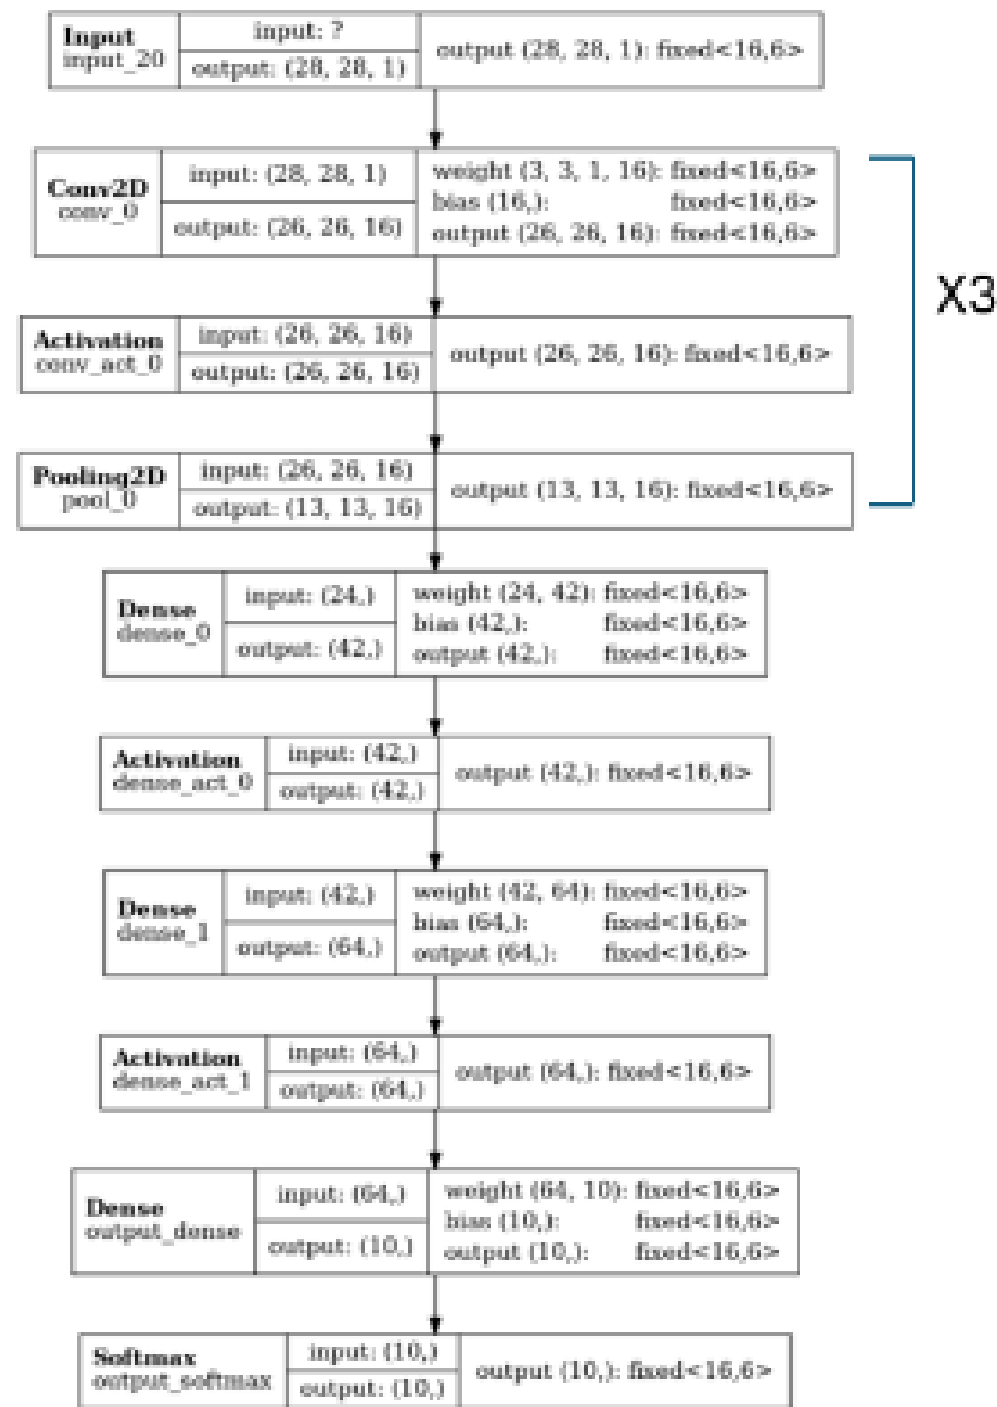 Input
input_20
input: ?
output: (28, 28, 1)
output (28, 28, 1): fixed<16,6>
Conv2D
conv_0
input: (28, 28, 1)
output: (26, 26, 16)
weight (3, 3, 1, 16): fixed<16,6>
bias (16,): fixed<16,6>
output (26, 26, 16): fixed<16,6>
X3
Activation
conv_act_0
input: (26, 26, 16)
output: (26, 26, 16)
output (26, 26, 16): fixed<16,6>
Pooling2D
pool_0
input: (26, 26, 16)
output: (13, 13, 16)
output (13, 13, 16): fixed<16,6>
Dense
dense_0
input: (24,)
output: (42,)
weight (24, 42): fixed<16,6>
bias (42,): fixed<16,6>
output (42,): fixed<16,6>
Activation
dense_act_0
input: (42,)
output: (42,)
output (42,): fixed<16,6>
Dense
dense_1
input: (42,)
output: (64,)
weight (42, 64): fixed<16,6>
bias (64,): fixed<16,6>
output (64,): fixed<16,6>
Activation
dense_act_1
input: (64,)
output: (64,)
output (64,): fixed<16,6>
Dense
output_dense
input: (64,)
output: (10,)
weight (64, 10): fixed<16,6>
bias (10,): fixed<16,6>
output (10,): fixed<16,6>
Softmax
output_softmax
input: (10,)
output: (10,)
output (10,): fixed<16,6>